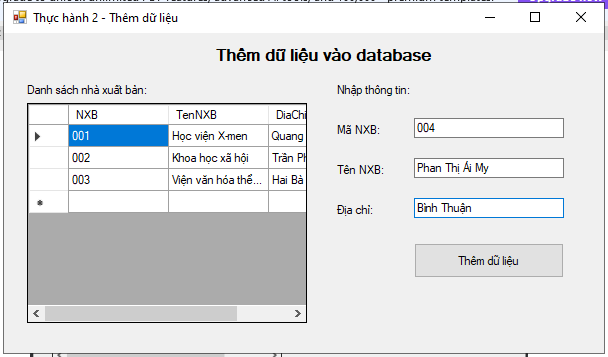 Thực hành 2 - Thêm dữ liệu
Thêm dữ liệu vào database
Danh sách nhà xuất bản:
NXB TenNXB DiaChi
001 Học viện X-men Quang
002 Khoa học xã hội Trần Ph
003 Viện văn hóa thể... Hai Bà
Nhập thông tin:
Mã NXB: 004
Tên NXB: Phan Thị Ái My
Địa chỉ: Bình Thuận
Thêm dữ liệu